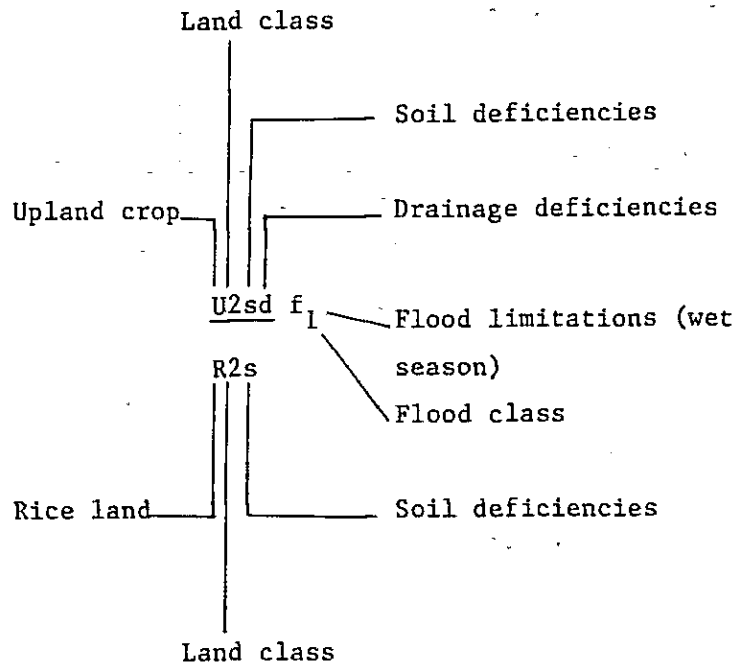 Land class
Soil deficiencies
Upland crop
Drainage deficiencies
U2sd f1
Flood limitations (wet
season)
R2s
Flood class
Rice land
Soil deficiencies
Land class